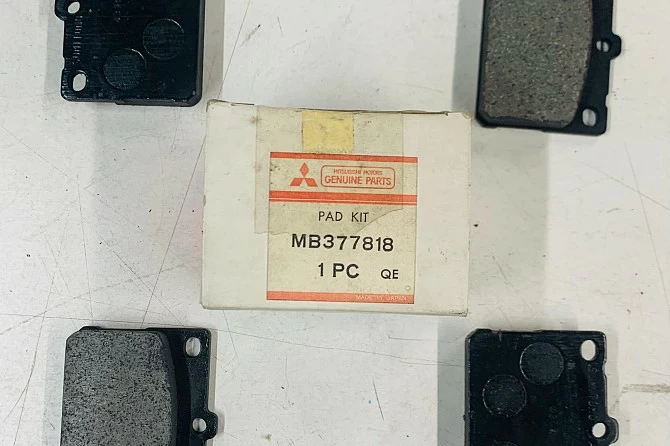 MITSUBISHI MOTORS
GENUINE PARTS
PAD KIT
MB377818
1 PC QE
MADE IN JAPAN